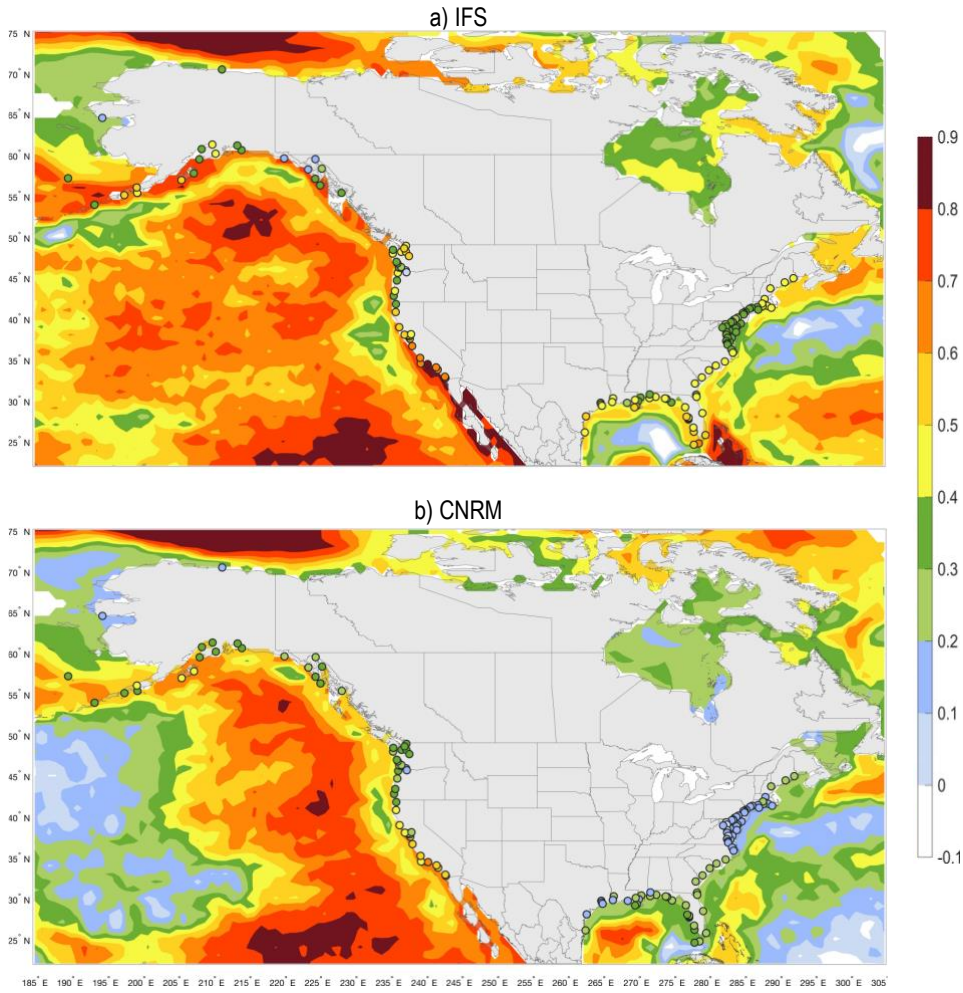 a) IFS
75° N
70° N
65° N
60° N
55° N
50° N
45° N
40° N
35° N
30° N
25° N
b) CNRM
75° N
70° N
65° N
60° N
55° N
50° N
45° N
40° N
35° N
30° N
25° N
185° E 190° E 195° E 200° E 205° E 210° E 215° E 220° E 225° E 230° E 235° E 240° E 245° E 250° E 255° E 260° E 265° E 270° E 275° E 280° E 285° E 290° E 295° E 300° E 305° E
0.9
0.8
0.7
0.6
0.5
0.4
0.3
0.2
0.1
0
-0.1